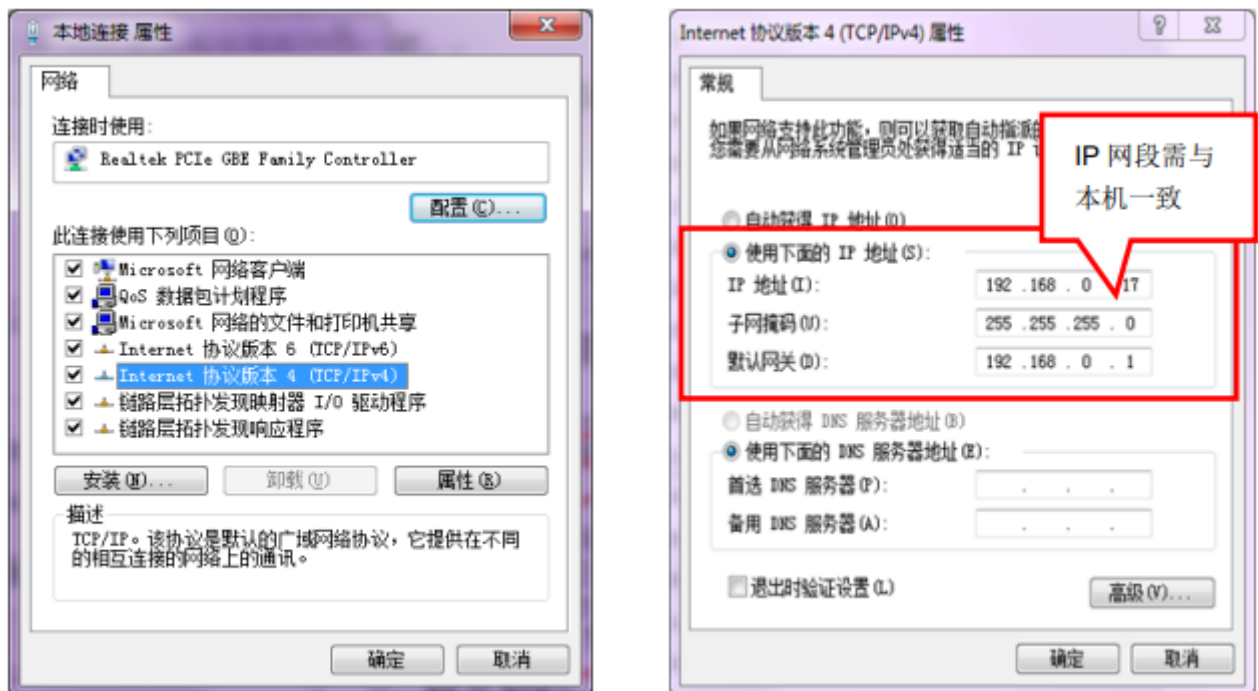 本地连接 属性
网络
连接时使用:
Realtek PCIe GBE Family Controller
配置(C)...
此连接使用下列项目(O):
Microsoft 网络客户端
QoS 数据包计划程序
Microsoft 网络的文件和打印机共享
Internet 协议版本 6 (TCP/IPv6)
Internet 协议版本 4 (TCP/IPv4)
链路层拓扑发现映射器 I/O 驱动程序
链路层拓扑发现响应程序
安装(N)...
卸载(U)
属性(R)
描述
TCP/IP。该协议是默认的广域网络协议，它提供在不同
的相互连接的网络上的通讯。
确定
取消
Internet 协议版本 4 (TCP/IPv4) 属性
常规
如果网络支持此功能，则可以获取自动指派的
您需要从网络系统管理员处获得适当的 IP
IP 网段需与
本机一致
自动获得 IP 地址(O)
使用下面的 IP 地址(S):
IP 地址(I): 192 .168 . 0 . 17
子网掩码(U): 255 .255 .255 . 0
默认网关(D): 192 .168 . 0 . 1
自动获得 DNS 服务器地址(B)
使用下面的 DNS 服务器地址(E):
首选 DNS 服务器(P): . . .
备用 DNS 服务器(A): . . .
退出时验证设置(L)
高级(V)...
确定
取消